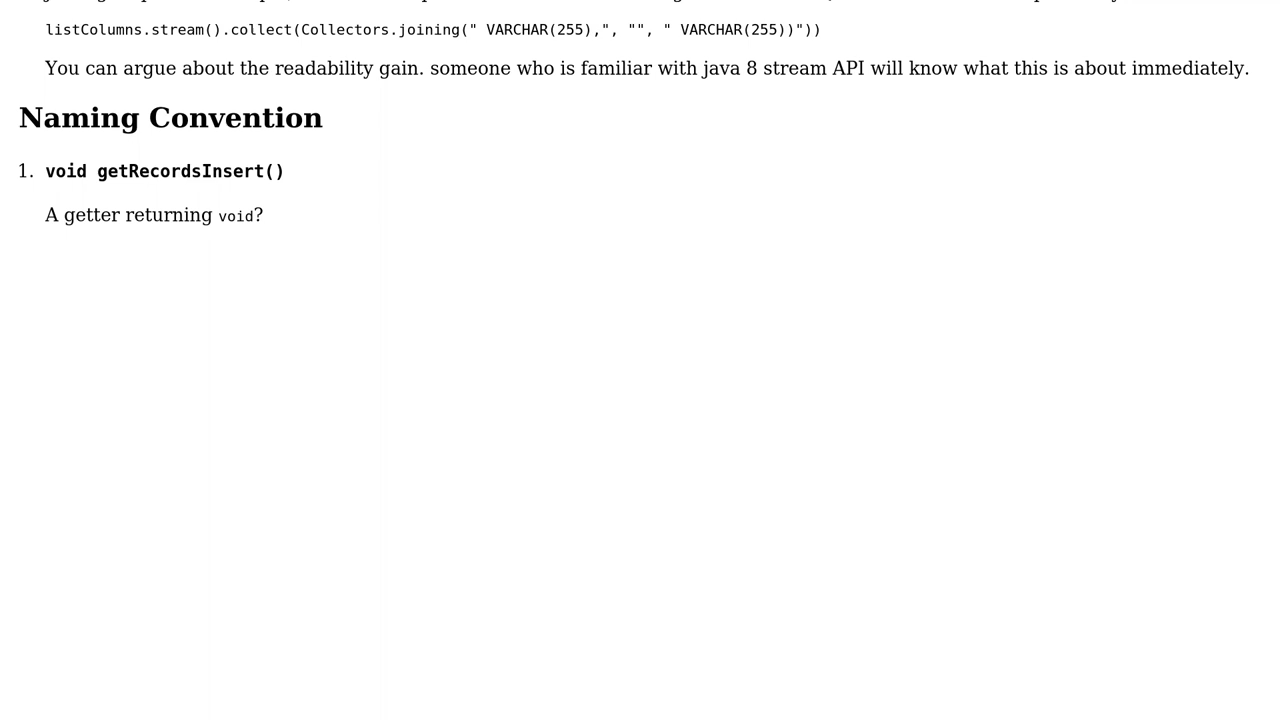 listColumns.stream().collect(Collectors.joining(" VARCHAR(255),", "", " VARCHAR(255))"))
You can argue about the readability gain. someone who is familiar with java 8 stream API will know what this is about immediately.
Naming Convention
1. void getRecordsInsert()
A getter returning void?